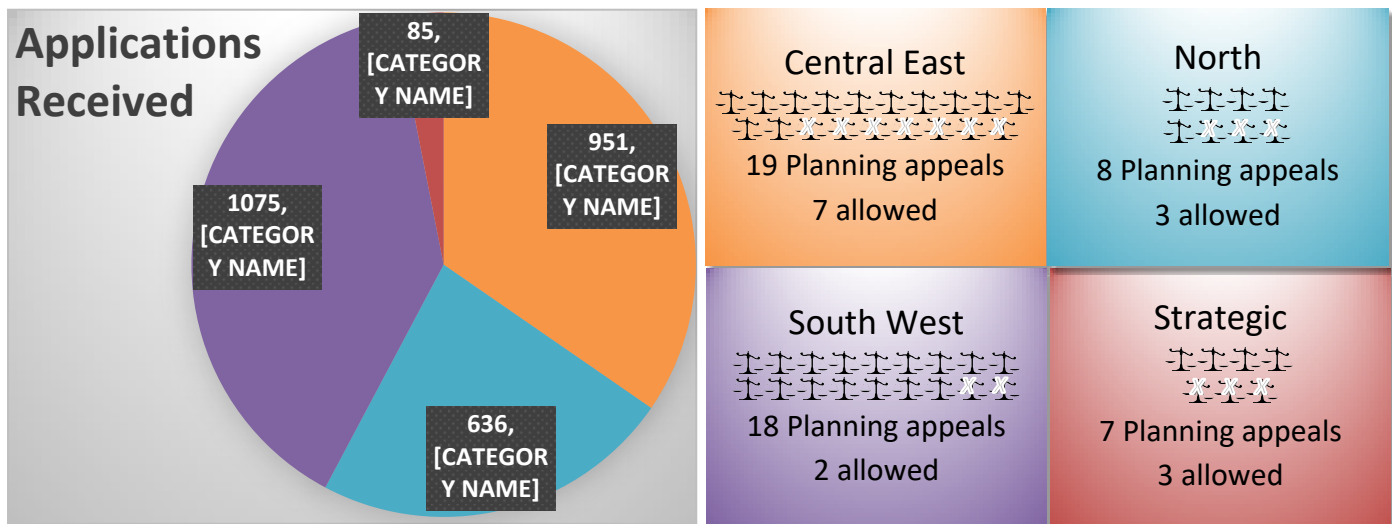 Applications
Received
85,
[CATEGOR
Y NAME]
951,
[CATEGOR
Y NAME]
1075,
[CATEGOR
Y NAME]
636,
[CATEGOR
Y NAME]
Central East
X X X X X X X
19 Planning appeals
7 allowed
North
X X X
8 Planning appeals
3 allowed
South West
X X
18 Planning appeals
2 allowed
Strategic
X X X
7 Planning appeals
3 allowed